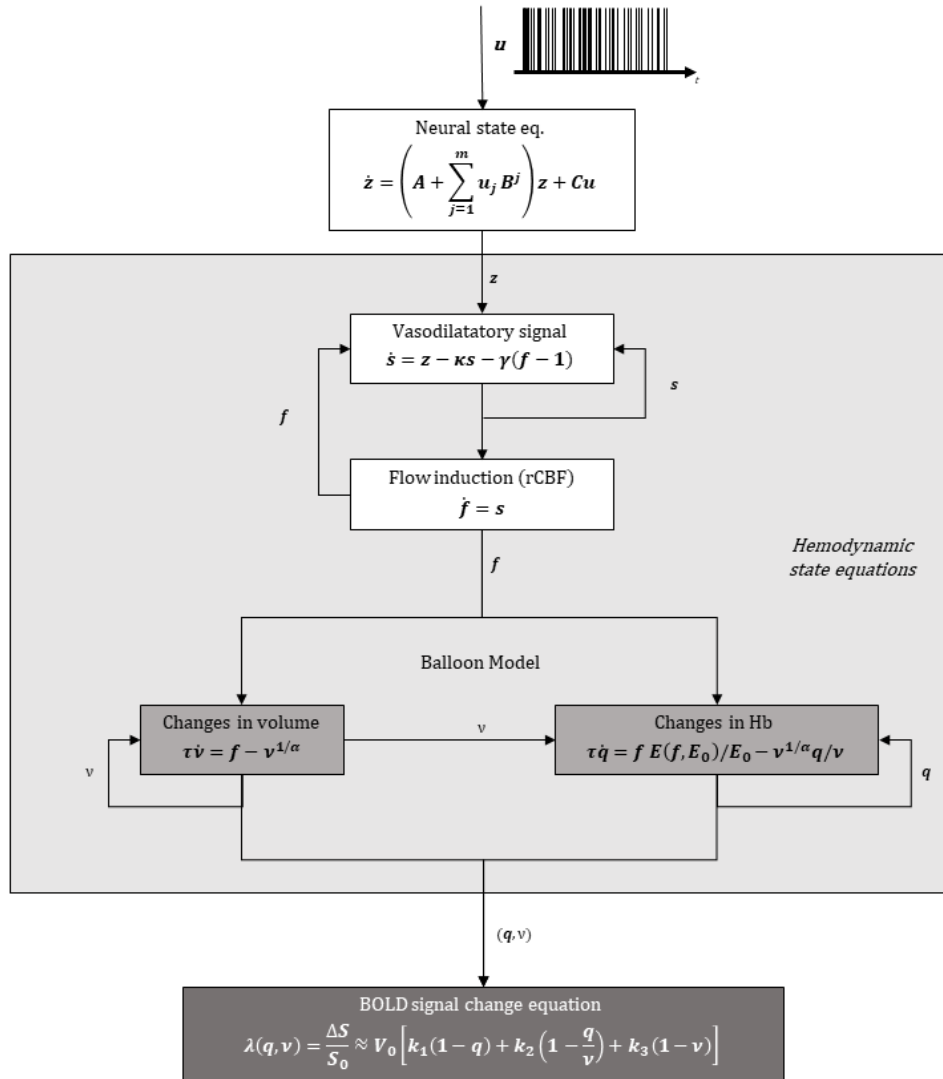 u
t
Neural state eq.
ż = (A + ∑_{j=1}^{m} u_j B^j) z + Cu
z
Vasodilatatory signal
ṡ = z − κs − γ(f − 1)
s
f
Flow induction (rCBF)
ḟ = s
f
Hemodynamic
state equations
Balloon Model
Changes in volume
τν̇ = f − ν^{1/α}
ν
ν
Changes in Hb
τq̇ = f E(f, E₀)/E₀ − ν^{1/α} q/ν
q
(q, ν)
BOLD signal change equation
λ(q, ν) = ΔS/S₀ ≈ V₀ [k₁(1 − q) + k₂ (1 − q/ν) + k₃(1 − ν)]